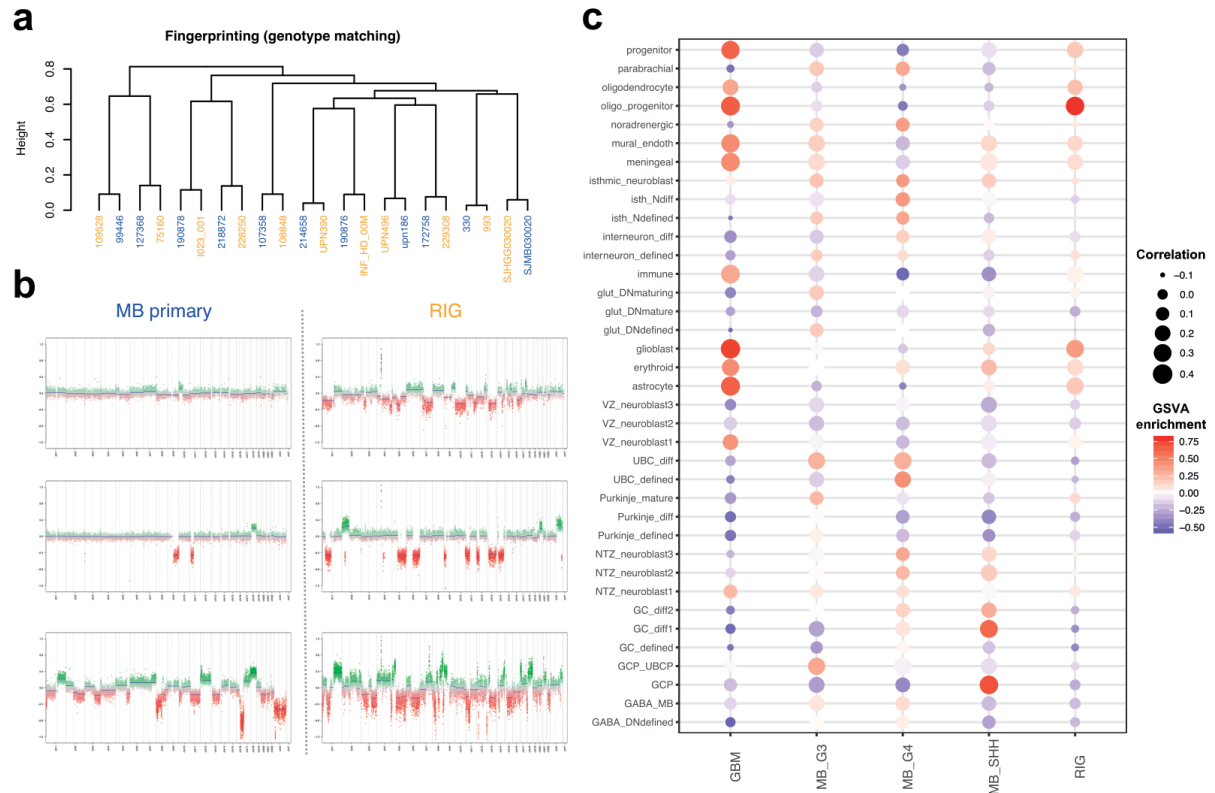 a
Fingerprinting (genotype matching)
Height
0.8
0.6
0.4
0.2
0.0
109528
99446
127368
75160
190878
I023_001
218872
228250
107358
108848
214658
UPN390
190876
INF_HD_00M
UPN496
upn186
172758
229308
330
993
SJHGG030020
SJMB030020
b
MB primary
RIG
c
progenitor
parabrachial
oligodendrocyte
oligo_progenitor
noradrenergic
mural_endoth
meningeal
isthmic_neuroblast
isth_Ndiff
isth_Ndefined
interneuron_diff
interneuron_defined
immune
glut_DNmaturing
glut_DNmature
glut_DNdefined
glioblast
erythroid
astrocyte
VZ_neuroblast3
VZ_neuroblast2
VZ_neuroblast1
UBC_diff
UBC_defined
Purkinje_mature
Purkinje_diff
Purkinje_defined
NTZ_neuroblast3
NTZ_neuroblast2
NTZ_neuroblast1
GC_diff2
GC_diff1
GC_defined
GCP_UBCP
GCP
GABA_MB
GABA_DNdefined
GBM
MB_G3
MB_G4
MB_SHH
RIG
Correlation
−0.1
0.0
0.1
0.2
0.3
0.4
GSVA
enrichment
0.75
0.50
0.25
0.00
−0.25
−0.50